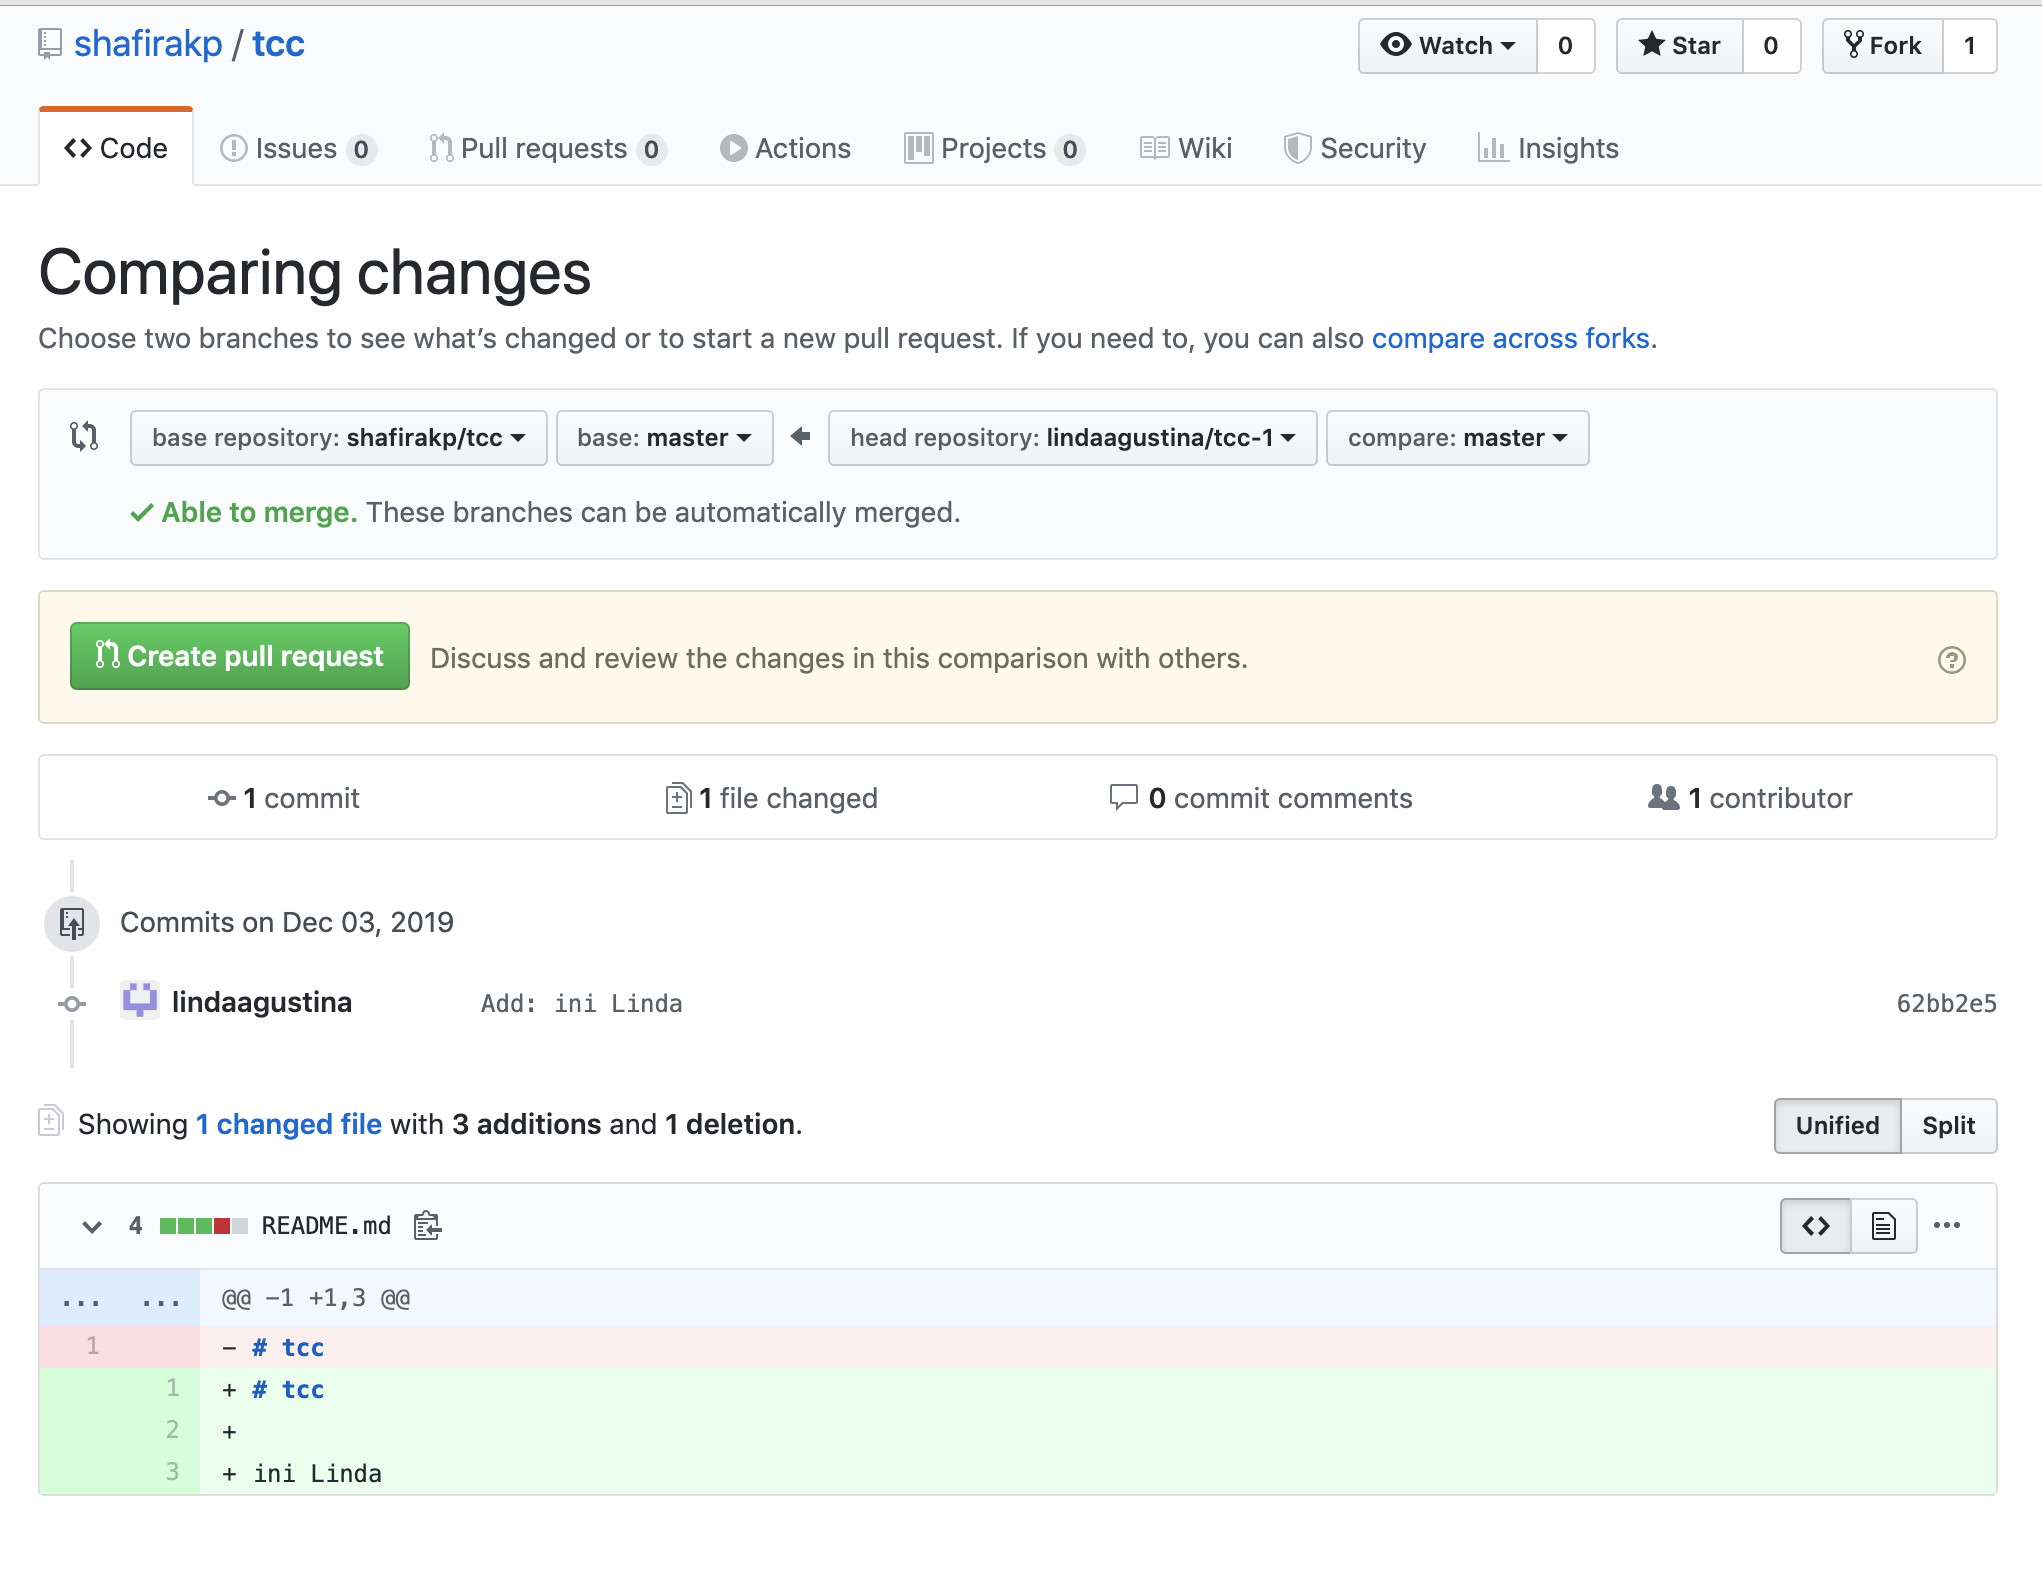 shafirakp / tcc
Watch 0 Star 0 Fork 1
Code Issues 0 Pull requests 0 Actions Projects 0 Wiki Security Insights
Comparing changes
Choose two branches to see what’s changed or to start a new pull request. If you need to, you can also compare across forks.
base repository: shafirakp/tcc base: master head repository: lindaagustina/tcc-1 compare: master
Able to merge. These branches can be automatically merged.
Create pull request Discuss and review the changes in this comparison with others.
1 commit 1 file changed 0 commit comments 1 contributor
Commits on Dec 03, 2019
lindaagustina Add: ini Linda 62bb2e5
Showing 1 changed file with 3 additions and 1 deletion. Unified Split
4 README.md
... ... @@ -1 +1,3 @@
1 - # tcc
1 + # tcc
2 +
3 + ini Linda